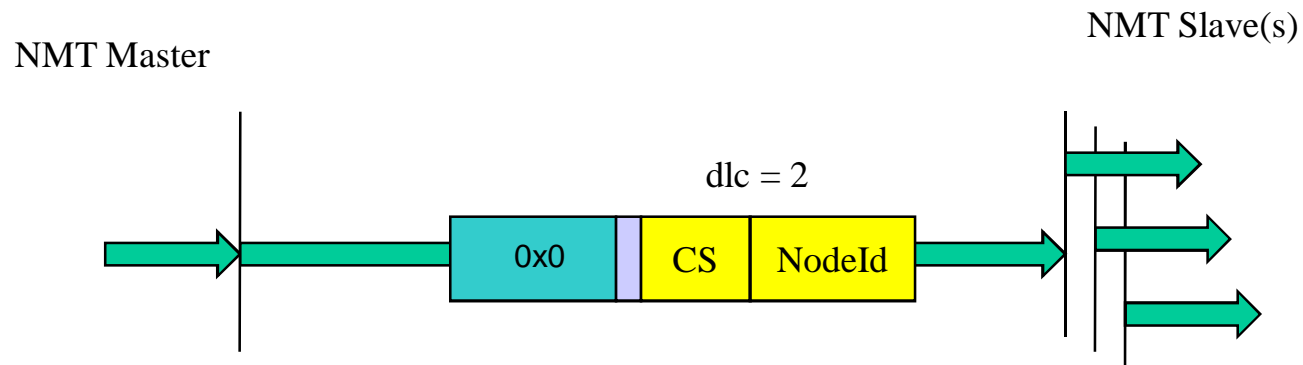 NMT Slave(s)
NMT Master
dlc = 2
0x0 CS NodeId